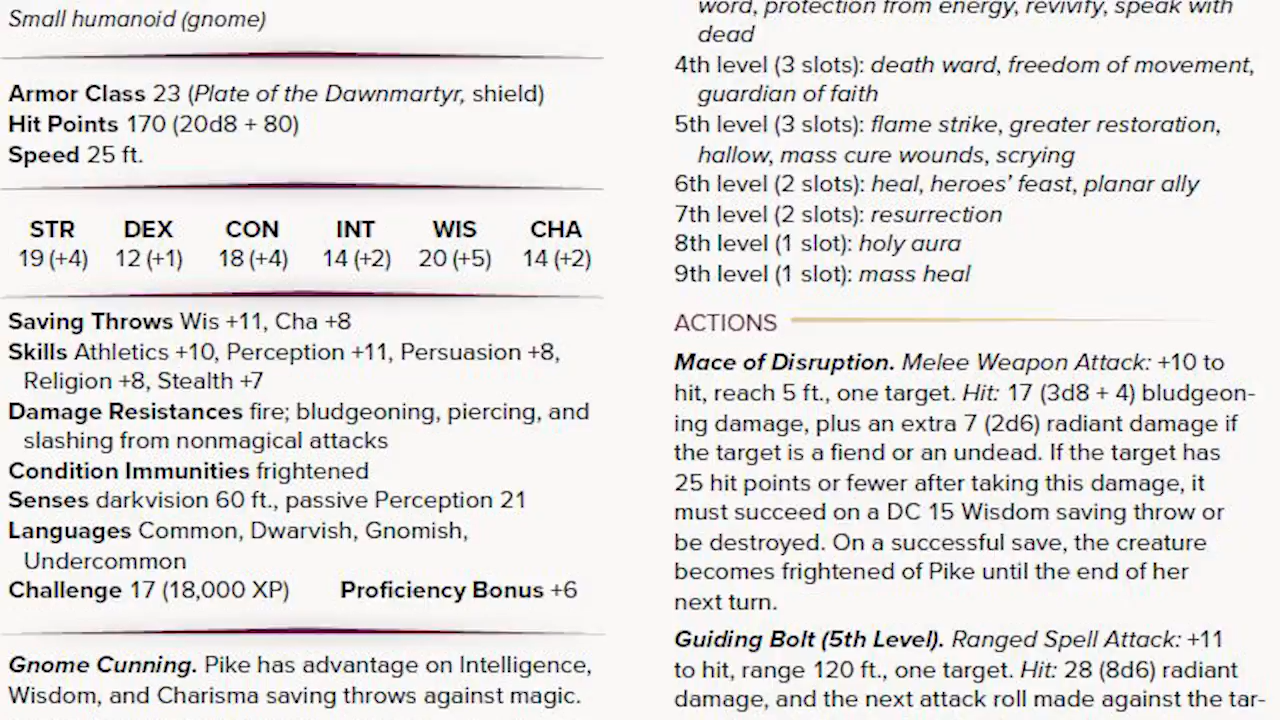 Small humanoid (gnome)
Armor Class 23 (Plate of the Dawnmartyr, shield)
Hit Points 170 (20d8 + 80)
Speed 25 ft.
STR DEX CON INT WIS CHA
19 (+4) 12 (+1) 18 (+4) 14 (+2) 20 (+5) 14 (+2)
Saving Throws Wis +11, Cha +8
Skills Athletics +10, Perception +11, Persuasion +8,
Religion +8, Stealth +7
Damage Resistances fire; bludgeoning, piercing, and
slashing from nonmagical attacks
Condition Immunities frightened
Senses darkvision 60 ft., passive Perception 21
Languages Common, Dwarvish, Gnomish,
Undercommon
Challenge 17 (18,000 XP) Proficiency Bonus +6
Gnome Cunning. Pike has advantage on Intelligence,
Wisdom, and Charisma saving throws against magic.
word, protection from energy, revivify, speak with
dead
4th level (3 slots): death ward, freedom of movement,
guardian of faith
5th level (3 slots): flame strike, greater restoration,
hallow, mass cure wounds, scrying
6th level (2 slots): heal, heroes' feast, planar ally
7th level (2 slots): resurrection
8th level (1 slot): holy aura
9th level (1 slot): mass heal
ACTIONS
Mace of Disruption. Melee Weapon Attack: +10 to
hit, reach 5 ft., one target. Hit: 17 (3d8 + 4) bludgeon-
ing damage, plus an extra 7 (2d6) radiant damage if
the target is a fiend or an undead. If the target has
25 hit points or fewer after taking this damage, it
must succeed on a DC 15 Wisdom saving throw or
be destroyed. On a successful save, the creature
becomes frightened of Pike until the end of her
next turn.
Guiding Bolt (5th Level). Ranged Spell Attack: +11
to hit, range 120 ft., one target. Hit: 28 (8d6) radiant
damage, and the next attack roll made against the tar-